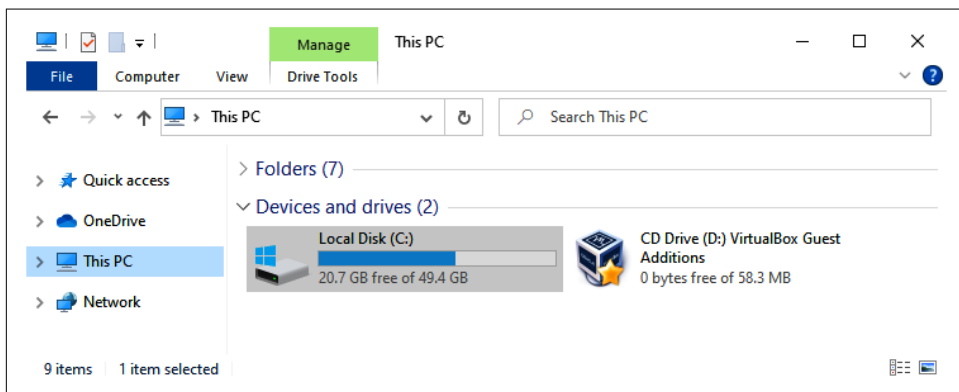 Manage
This PC
File
Computer
View
Drive Tools
?
This PC
Search This PC
Quick access
OneDrive
This PC
Network
Folders (7)
Devices and drives (2)
Local Disk (C:)
20.7 GB free of 49.4 GB
CD Drive (D:) VirtualBox Guest
Additions
0 bytes free of 58.3 MB
9 items
1 item selected